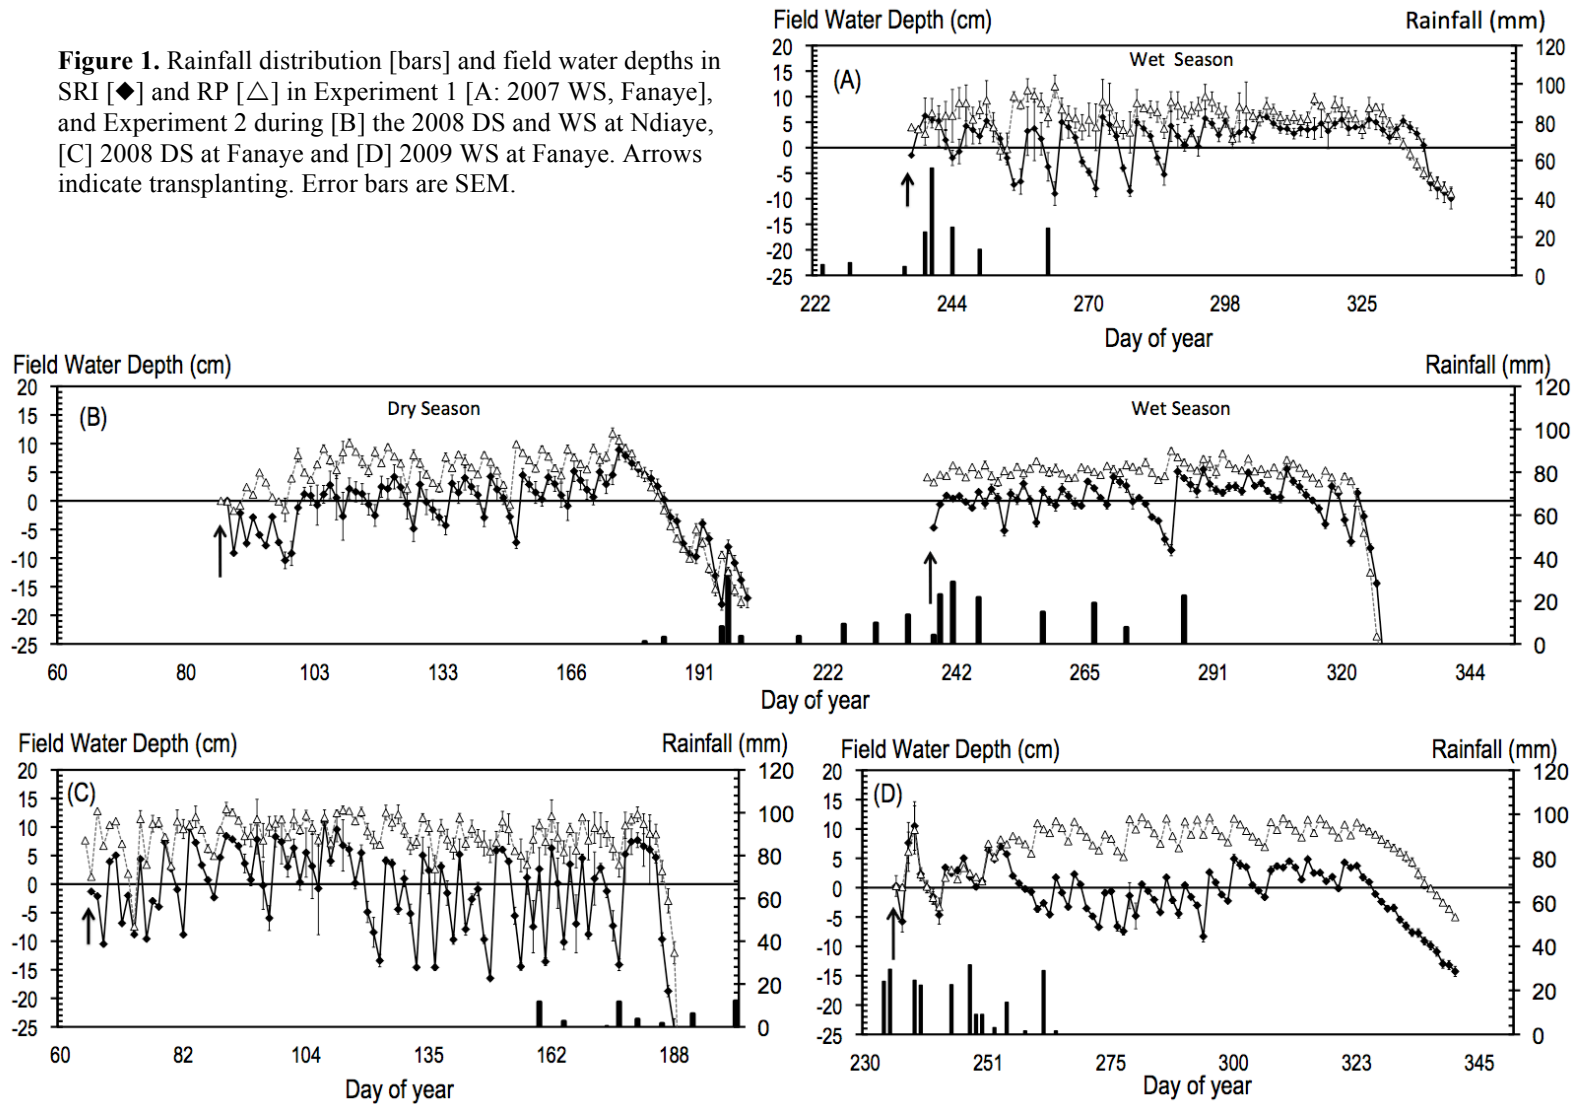 Figure 1. Rainfall distribution [bars] and field water depths in
SRI [◆] and RP [△] in Experiment 1 [A: 2007 WS, Fanaye],
and Experiment 2 during [B] the 2008 DS and WS at Ndiaye,
[C] 2008 DS at Fanaye and [D] 2009 WS at Fanaye. Arrows
indicate transplanting. Error bars are SEM.
Field Water Depth (cm) Rainfall (mm)
(A) Wet Season
20 120
15
10 100
5 80
0
-5 60
-10 40
-15
-20 20
-25 0
222 244 270 298 325
Day of year
Field Water Depth (cm) Rainfall (mm)
(B) Dry Season Wet Season
20 120
15
10 100
5 80
0
-5 60
-10 40
-15
-20 20
-25 0
60 80 103 133 166 191 222 242 265 291 320 344
Day of year
Field Water Depth (cm) Rainfall (mm)
(C)
20 120
15
10 100
5 80
0
-5 60
-10 40
-15
-20 20
-25 0
60 82 104 135 162 188
Day of year
Field Water Depth (cm) Rainfall (mm)
(D)
20 120
15
10 100
5 80
0
-5 60
-10 40
-15
-20 20
-25 0
230 251 275 300 323 345
Day of year